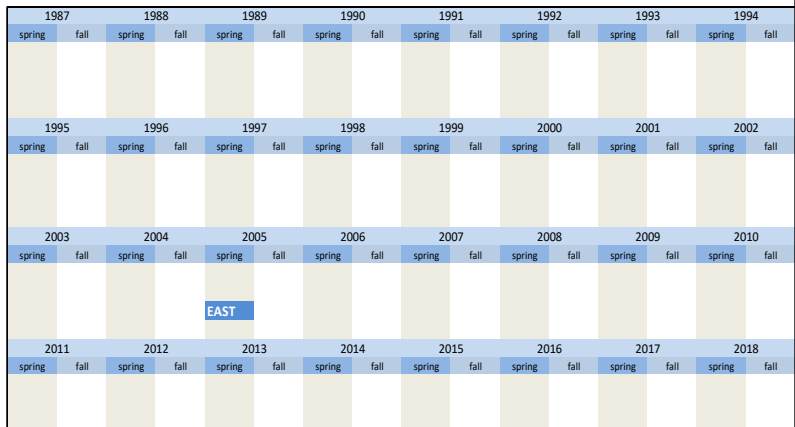 1987 1988 1989 1990 1991 1992 1993 1994
spring fall spring fall spring fall spring fall spring fall spring fall spring fall spring fall
1995 1996 1997 1998 1999 2000 2001 2002
spring fall spring fall spring fall spring fall spring fall spring fall spring fall spring fall
2003 2004 2005 2006 2007 2008 2009 2010
spring fall spring fall spring fall spring fall spring fall spring fall spring fall spring fall
EAST
2011 2012 2013 2014 2015 2016 2017 2018
spring fall spring fall spring fall spring fall spring fall spring fall spring fall spring fall